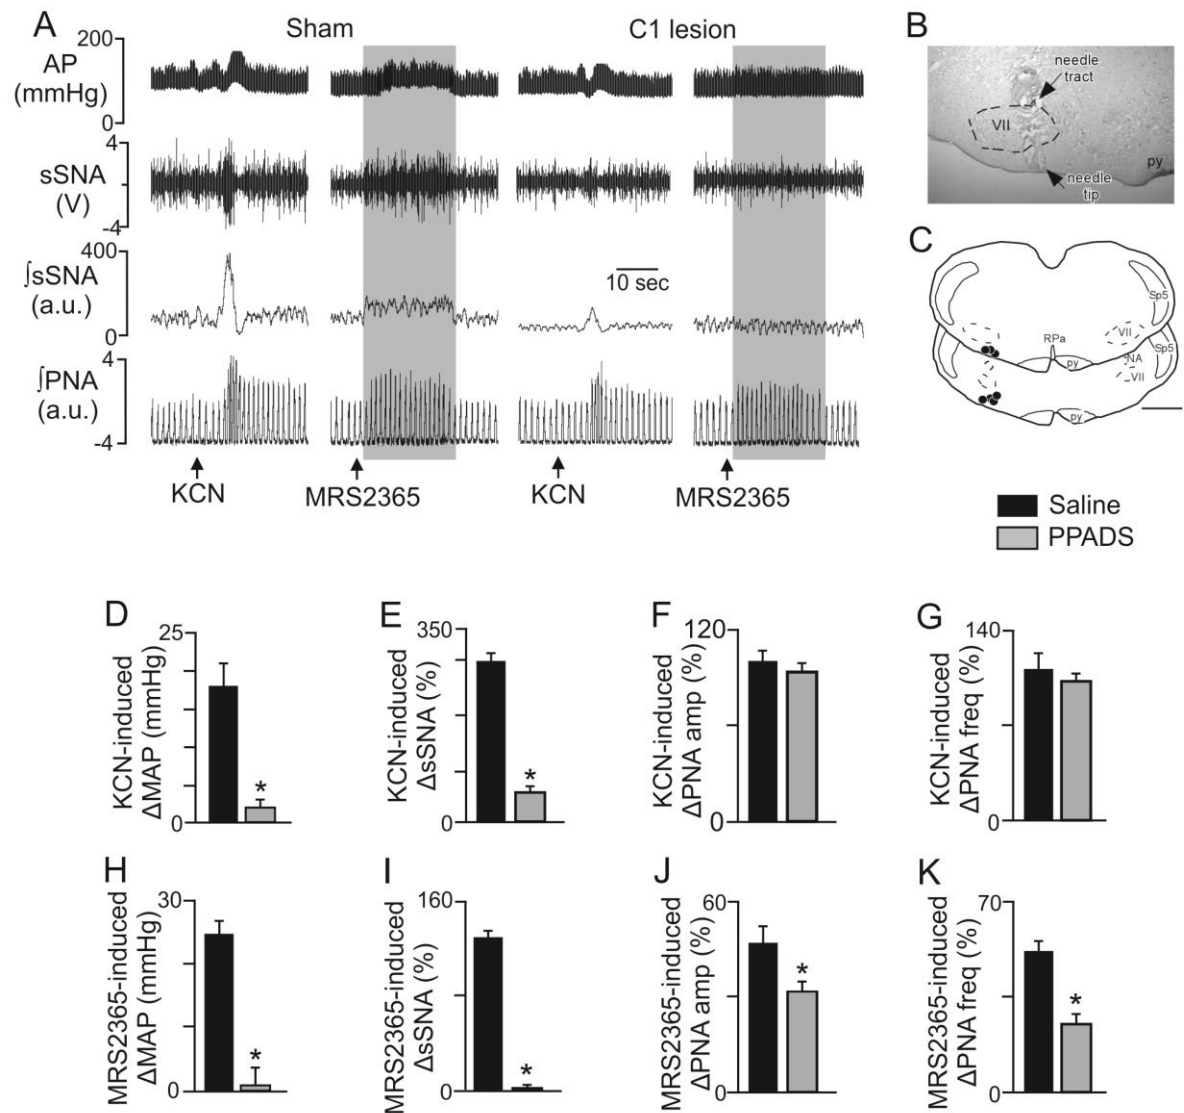 A
Sham
C1 lesion
200
AP
(mmHg)
0
4
sSNA
(V)
-4
400
∫sSNA
(a.u.)
0
10 sec
4
∫PNA
(a.u.)
-4
KCN
MRS2365
KCN
MRS2365
B
needle
tract
VII
py
needle
tip
C
Sp5
VII
RPa
py
Sp5
NA
VII
py
Saline
PPADS
D
25
0
KCN-induced
ΔMAP (mmHg)
*
E
350
0
KCN-induced
ΔsSNA (%)
*
F
120
0
KCN-induced
ΔPNA amp (%)
G
140
0
KCN-induced
ΔPNA freq (%)
H
30
0
MRS2365-induced
ΔMAP (mmHg)
*
I
160
0
MRS2365-induced
ΔsSNA (%)
*
J
60
0
MRS2365-induced
ΔPNA amp (%)
*
K
70
0
MRS2365-induced
ΔPNA freq (%)
*